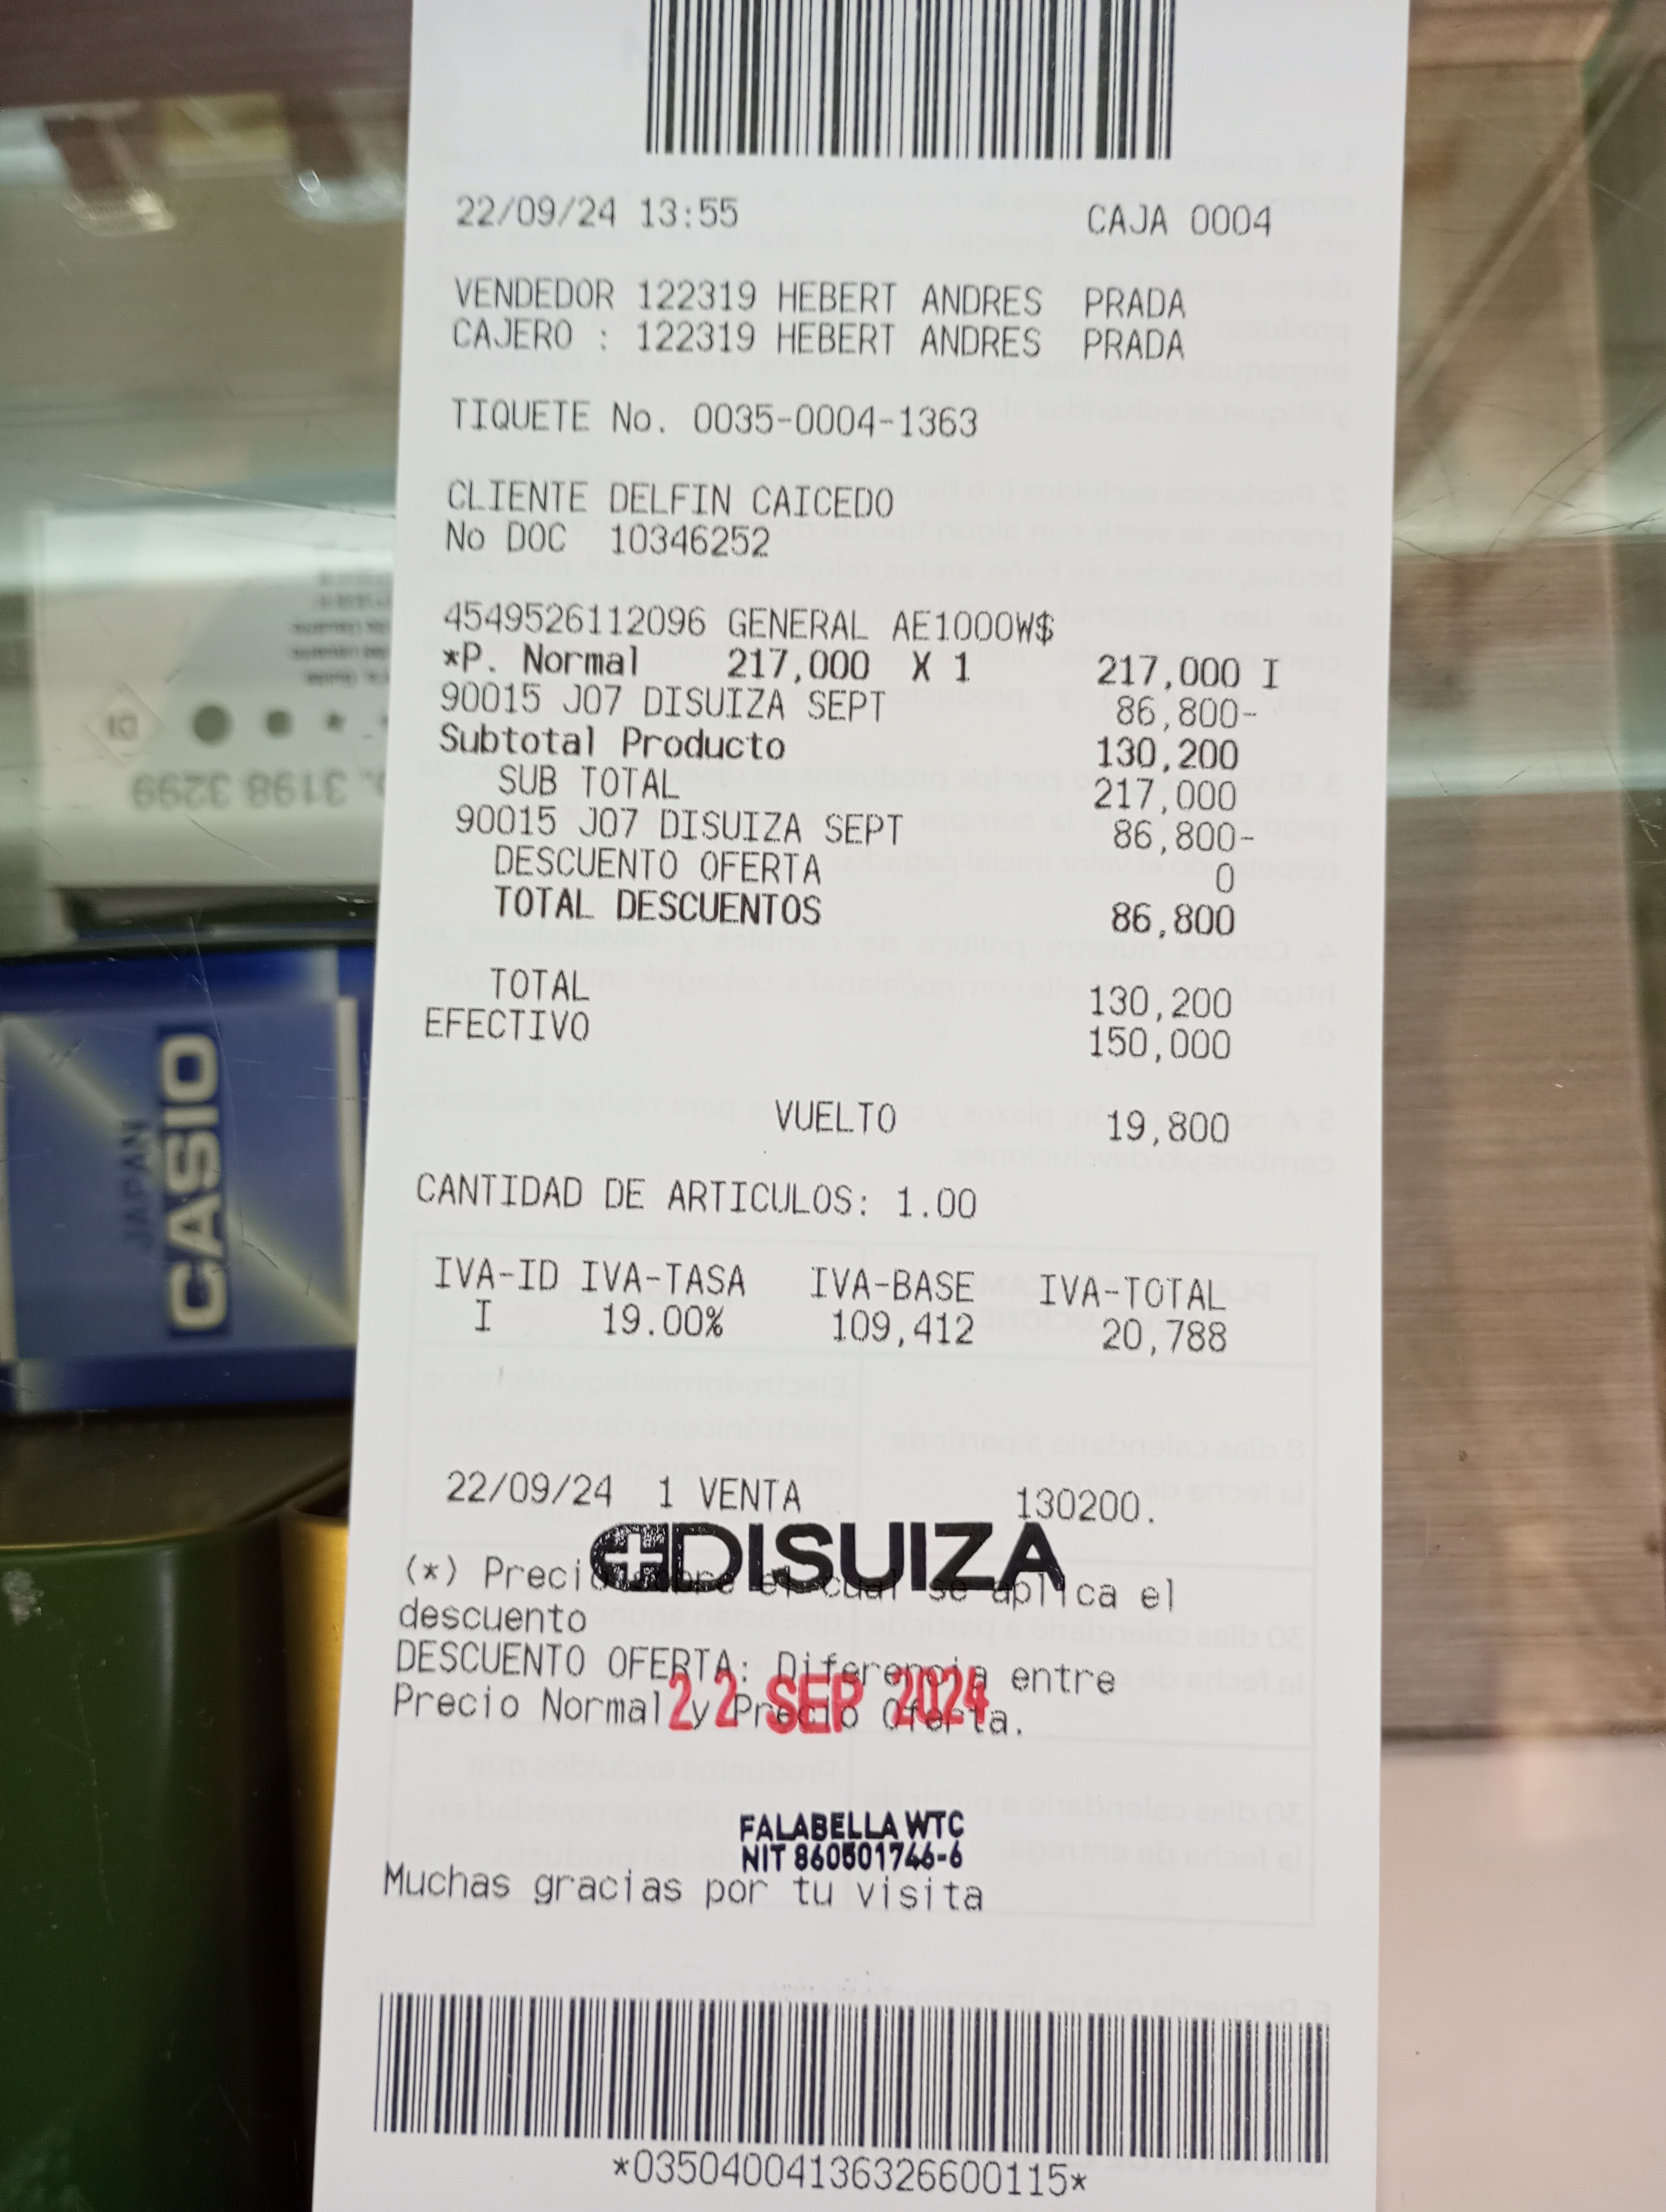 22/09/24 13:55 CAJA 0004
VENDEDOR 122319 HEBERT ANDRES PRADA
CAJERO : 122319 HEBERT ANDRES PRADA
TIQUETE No. 0035-0004-1363
CLIENTE DELFIN CAICEDO
No DOC 10346252
4549526112096 GENERAL AE1000W$
*P. Normal 217,000 X 1 217,000 I
90015 J07 DISUIZA SEPT 86,800-
Subtotal Producto 130,200
SUB TOTAL 217,000
90015 J07 DISUIZA SEPT 86,800-
DESCUENTO OFERTA 0
TOTAL DESCUENTOS 86,800
TOTAL 130,200
EFECTIVO 150,000
VUELTO 19,800
CANTIDAD DE ARTICULOS: 1.00
IVA-ID IVA-TASA IVA-BASE IVA-TOTAL
I 19.00% 109,412 20,788
22/09/24 1 VENTA 130200.
DISUIZA
(*) Precio sobre el cual se aplica el
descuento
DESCUENTO OFERTA: Diferencia entre
Precio Normal y Precio Oferta.
22 SEP 2024
FALABELLA WTC
NIT 860501746-6
Muchas gracias por tu visita
*03504004136326600115*
CASIO
JAPAN
3198 3299